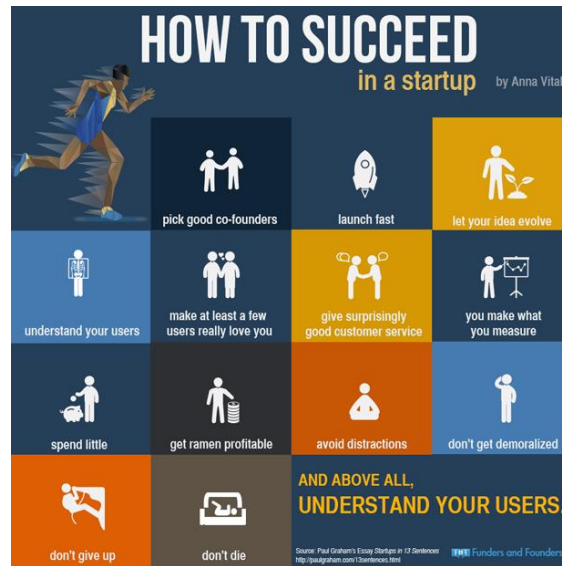 HOW TO SUCCEED
in a startup
by Anna Vital
pick good co-founders
launch fast
let your idea evolve
understand your users
make at least a few
users really love you
give surprisingly
good customer service
you make what
you measure
spend little
get ramen profitable
avoid distractions
don't get demoralized
don't give up
don't die
AND ABOVE ALL,
UNDERSTAND YOUR USERS.
Source: Paul Graham's Essay Startups in 13 Sentences
http://paulgraham.com/13sentences.html
Funders and Founders